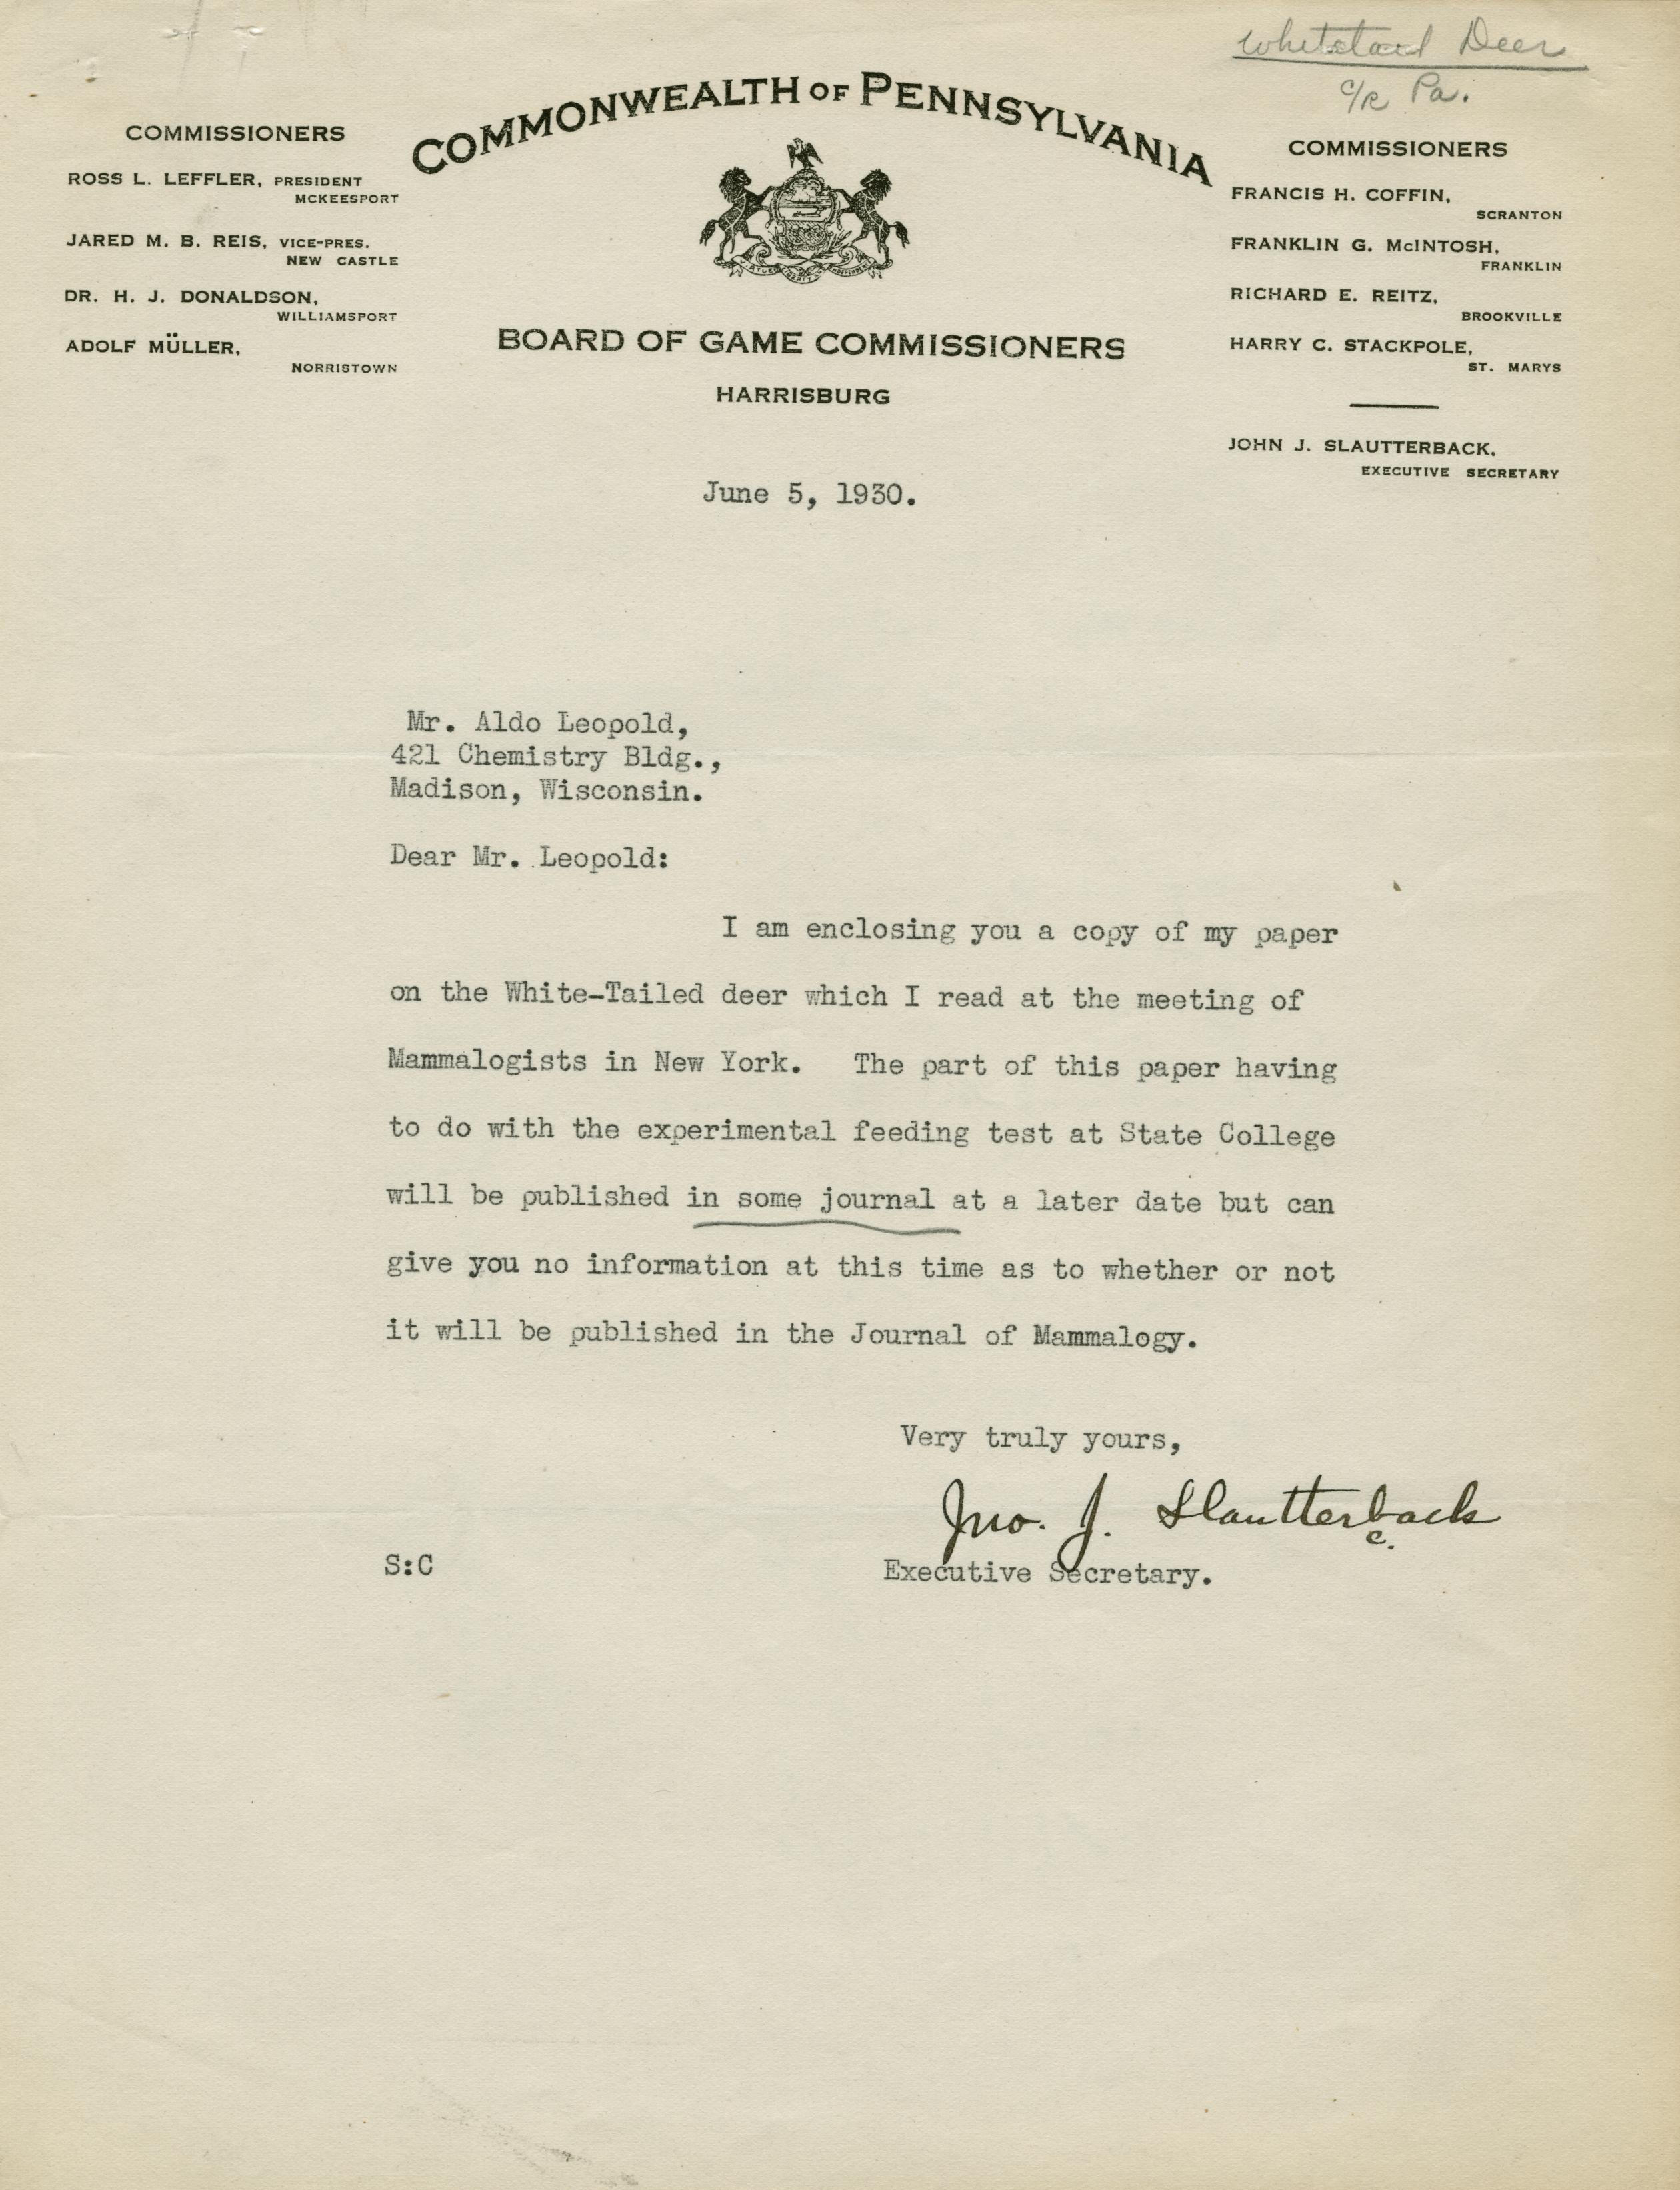 Whitetail Deer
c/r Pa.
COMMONWEALTH OF PENNSYLVANIA
COMMISSIONERS
ROSS L. LEFFLER, PRESIDENT
MCKEESPORT
JARED M. B. REIS, VICE-PRES.
NEW CASTLE
DR. H. J. DONALDSON,
WILLIAMSPORT
ADOLF MÜLLER,
NORRISTOWN
COMMISSIONERS
FRANCIS H. COFFIN,
SCRANTON
FRANKLIN G. McINTOSH,
FRANKLIN
RICHARD E. REITZ,
BROOKVILLE
HARRY C. STACKPOLE,
ST. MARYS
JOHN J. SLAUTTERBACK,
EXECUTIVE SECRETARY
BOARD OF GAME COMMISSIONERS
HARRISBURG
June 5, 1930.
Mr. Aldo Leopold,
421 Chemistry Bldg.,
Madison, Wisconsin.
Dear Mr. Leopold:
I am enclosing you a copy of my paper
on the White-Tailed deer which I read at the meeting of
Mammalogists in New York. The part of this paper having
to do with the experimental feeding test at State College
will be published in some journal at a later date but can
give you no information at this time as to whether or not
it will be published in the Journal of Mammalogy.
Very truly yours,
Jno. J. Slautterback
c.
S:C
Executive Secretary.